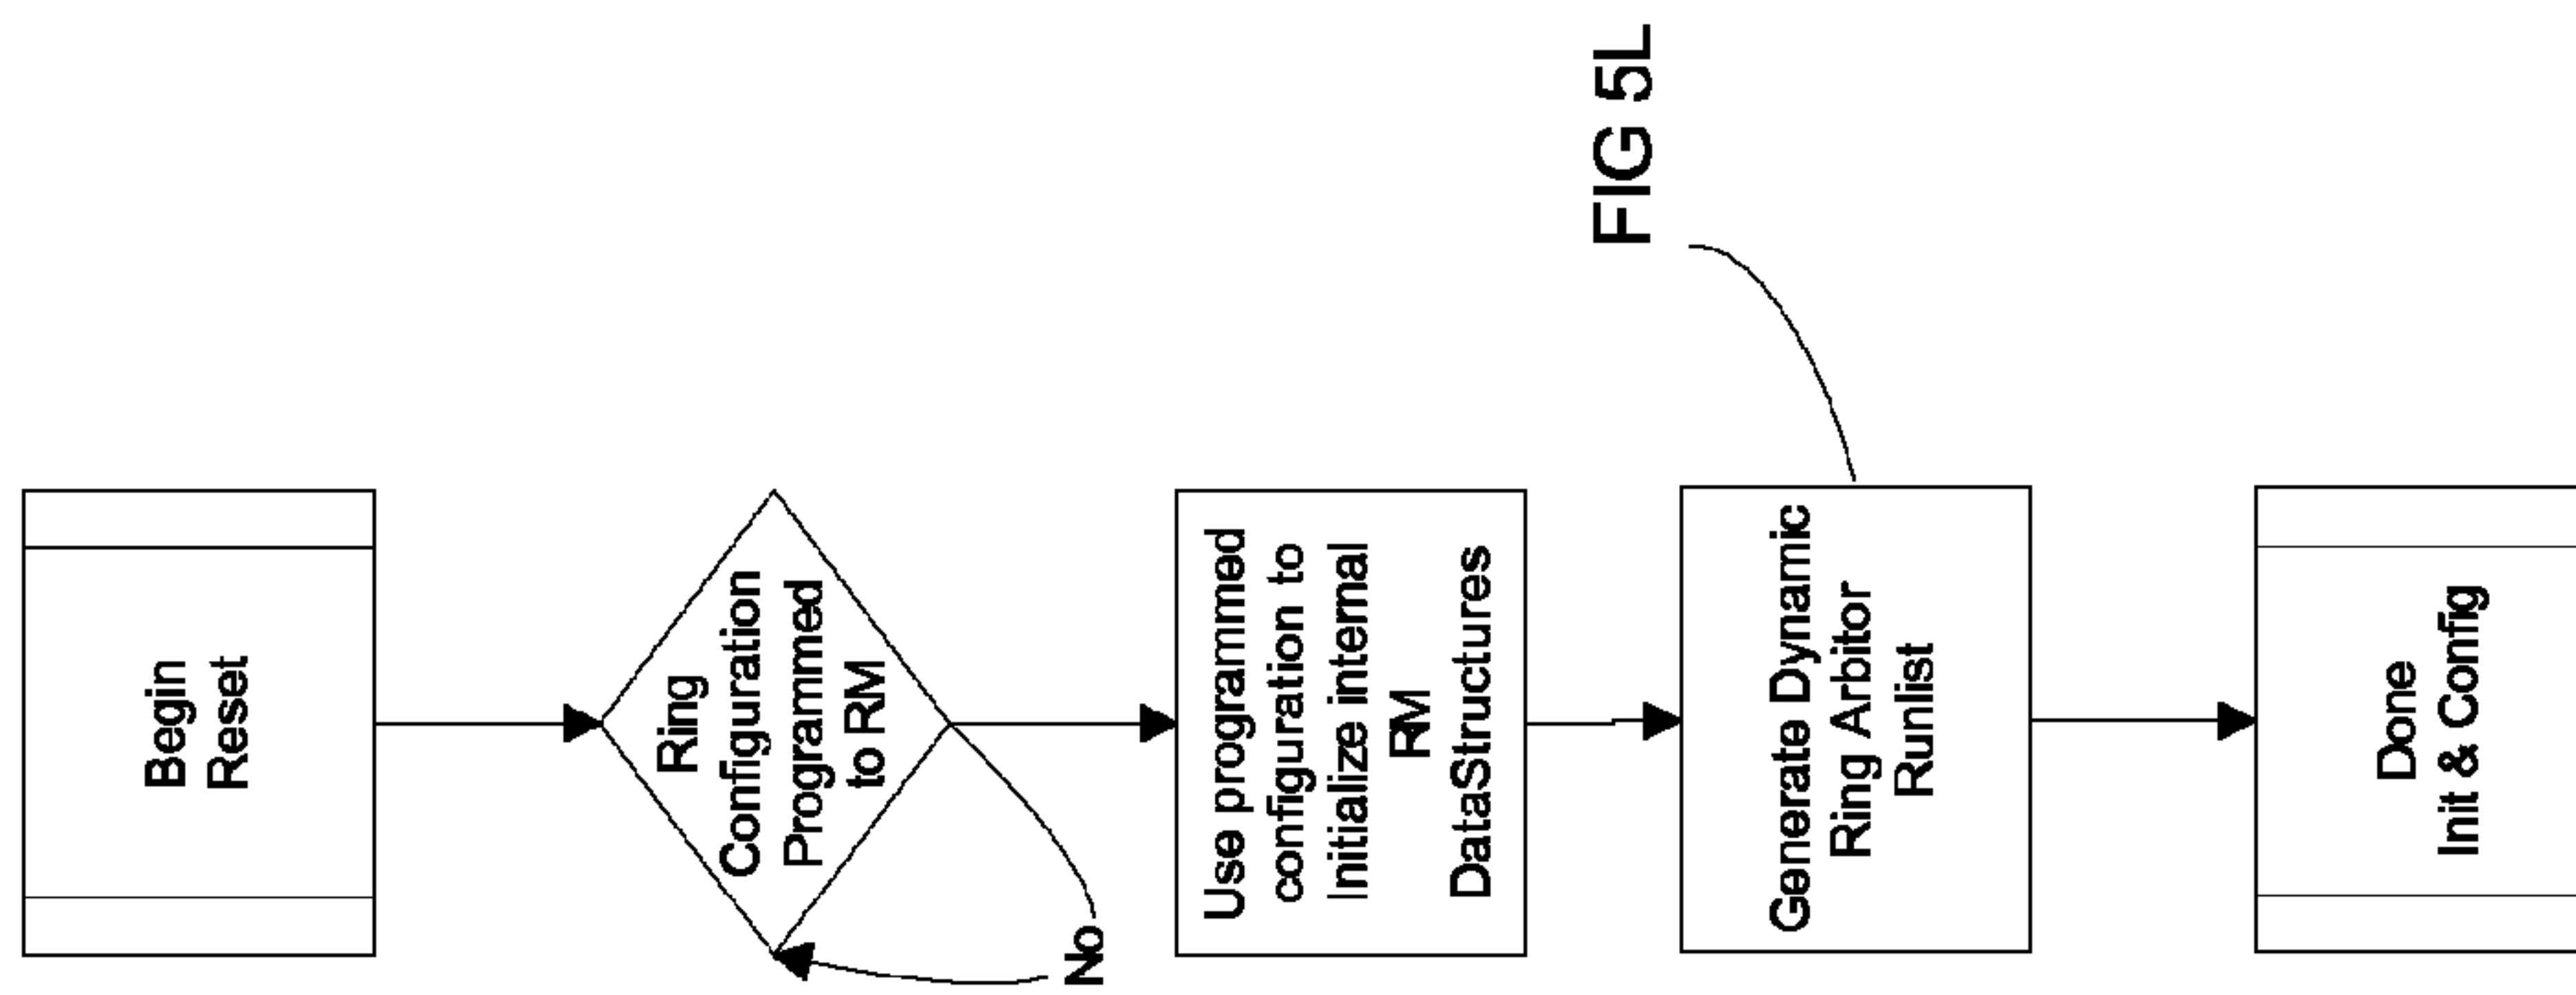 Begin
Reset
Ring
Configuration
Programmed
to RM
No
Use programmed
configuration to
Initialize internal
RM
DataStructures
Generate Dynamic
Ring Arbitor
Runlist
FIG 5L
Done
Init & Config